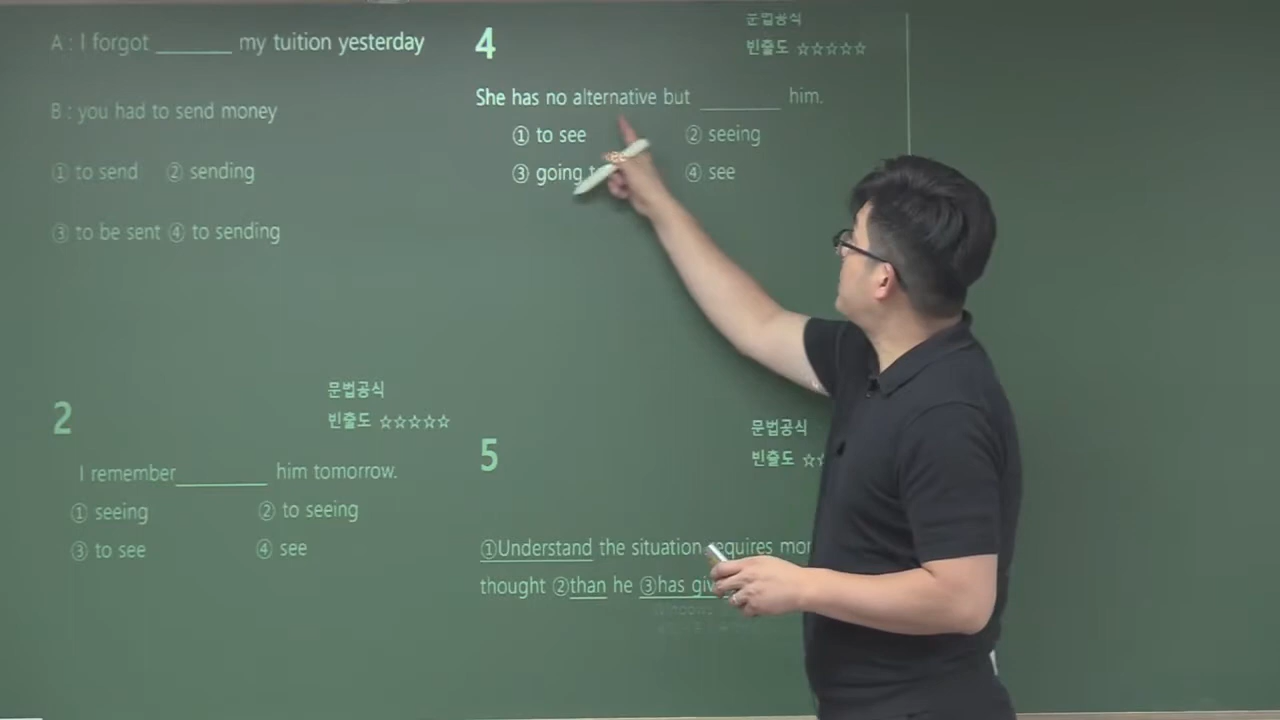 A : I forgot _______ my tuition yesterday
B : you had to send money
① to send ② sending
③ to be sent ④ to sending
2
문법공식
빈출도 ☆☆☆☆☆
I remember_________ him tomorrow.
① seeing ② to seeing
③ to see ④ see
4
문법공식
빈출도 ☆☆☆☆☆
She has no alternative but ________ him.
① to see ② seeing
③ going ④ see
5
문법공식
빈출도 ☆
①Understand the situation
thought ②than he ③has